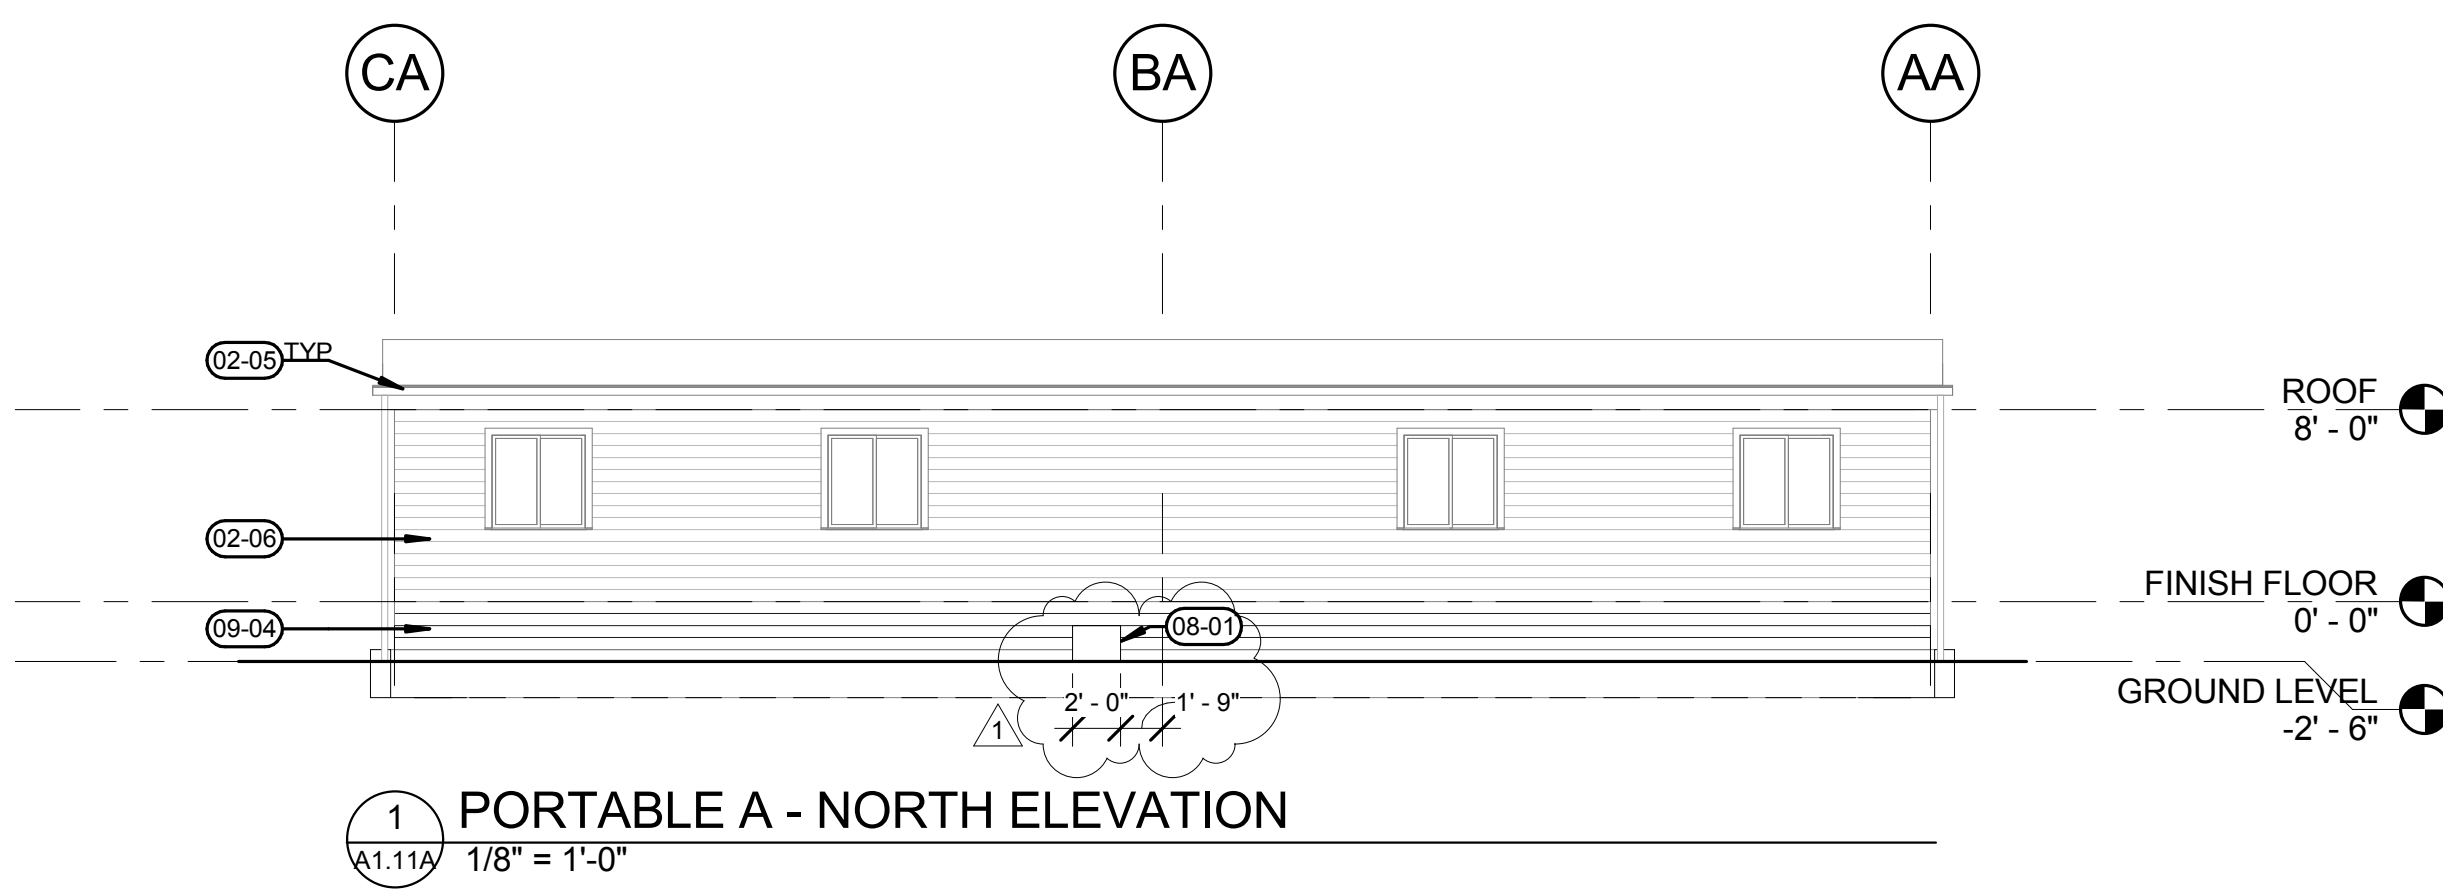 CA
BA
AA
02-05 TYP
ROOF
8' - 0"
02-06
FINISH FLOOR
0' - 0"
09-04
08-01
GROUND LEVEL
-2' - 6"
2' - 0"
1' - 9"
1
1
PORTABLE A - NORTH ELEVATION
A1.11A
1/8" = 1'-0"